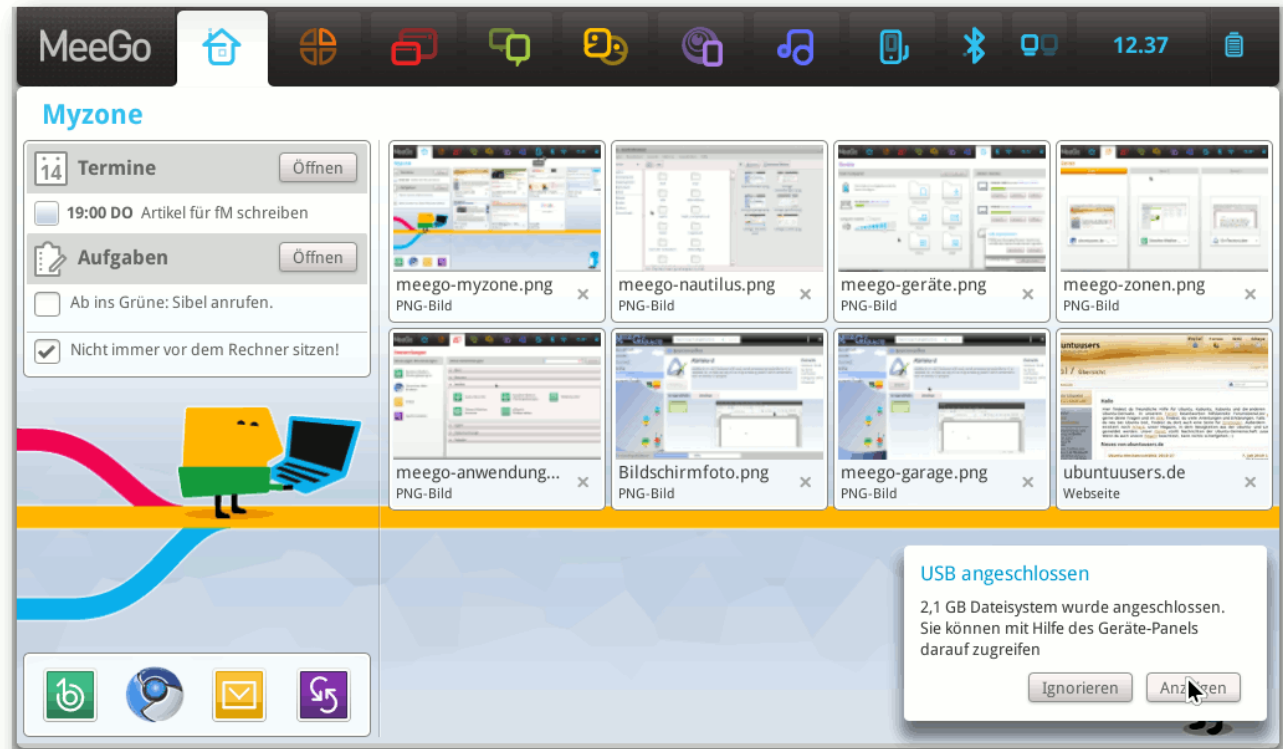 MeeGo
12.37
Myzone
14 Termine Öffnen
19:00 DO Artikel für fM schreiben
Aufgaben Öffnen
Ab ins Grüne: Sibel anrufen.
Nicht immer vor dem Rechner sitzen!
meego-myzone.png
PNG-Bild
meego-nautilus.png
PNG-Bild
meego-geräte.png
PNG-Bild
meego-zonen.png
PNG-Bild
meego-anwendung...
PNG-Bild
Bildschirmfoto.png
PNG-Bild
meego-garage.png
PNG-Bild
ubuntuusers.de
Webseite
USB angeschlossen
2,1 GB Dateisystem wurde angeschlossen.
Sie können mit Hilfe des Geräte-Panels
darauf zugreifen
Ignorieren